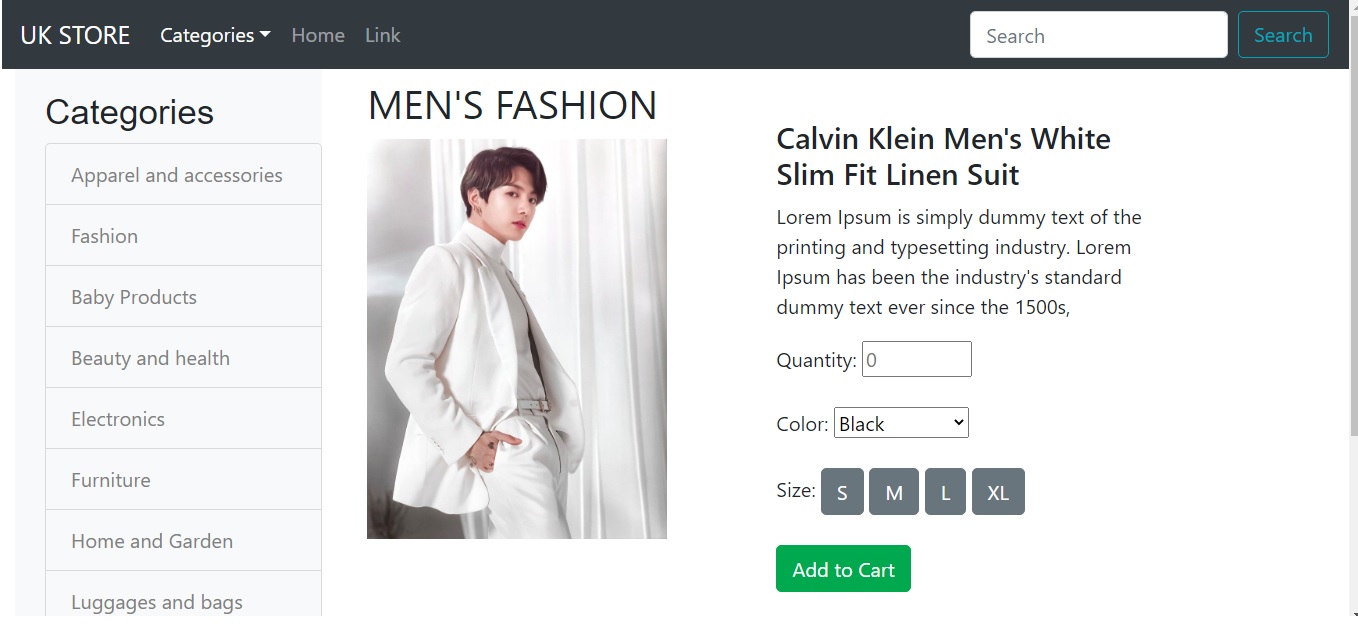 UK STORE Categories Home Link Search Search
Categories
Apparel and accessories
Fashion
Baby Products
Beauty and health
Electronics
Furniture
Home and Garden
Luggages and bags
MEN'S FASHION
Calvin Klein Men's White
Slim Fit Linen Suit
Lorem Ipsum is simply dummy text of the
printing and typesetting industry. Lorem
Ipsum has been the industry's standard
dummy text ever since the 1500s,
Quantity: 0
Color: Black
Size: S M L XL
Add to Cart